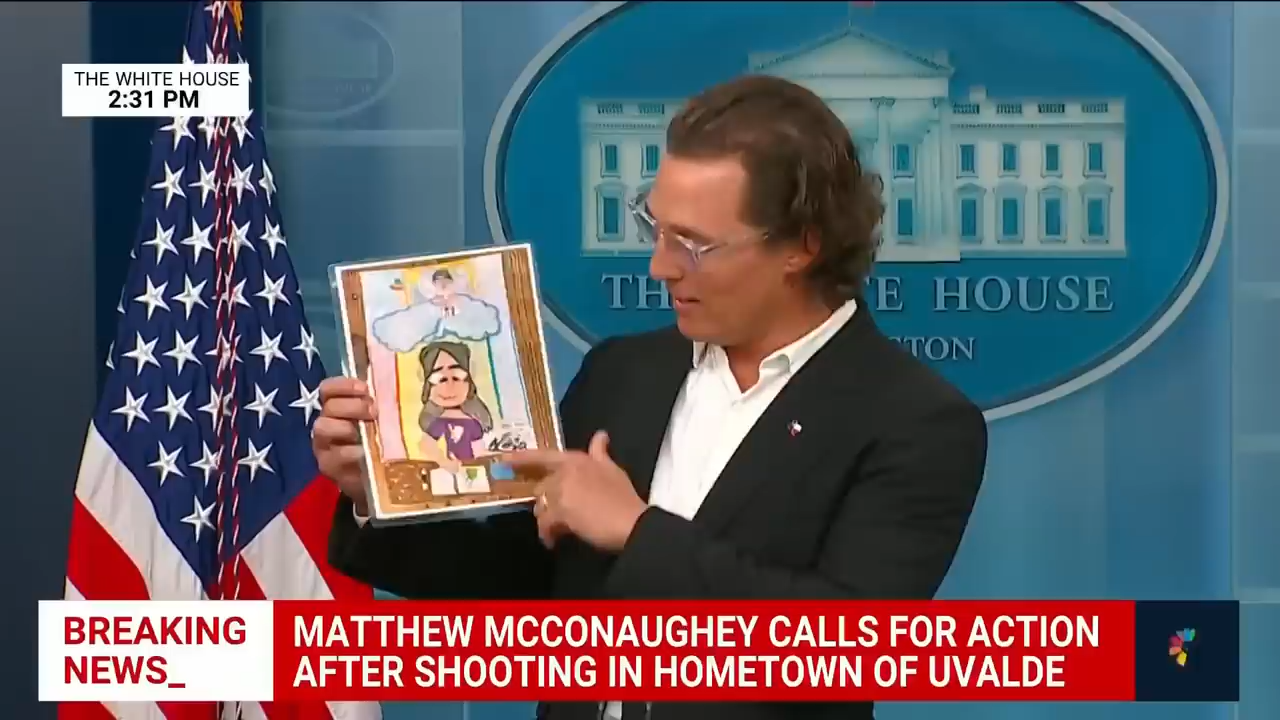 THE WHITE HOUSE
2:31 PM
THE WHITE HOUSE
BREAKING
NEWS_
MATTHEW MCCONAUGHEY CALLS FOR ACTION
AFTER SHOOTING IN HOMETOWN OF UVALDE